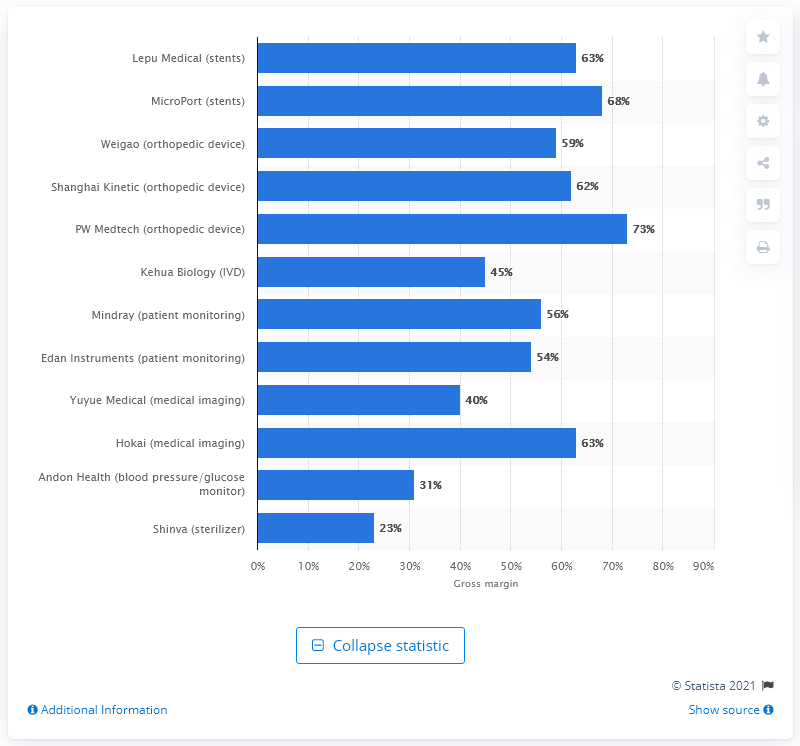 Lepu Medical (stents) 63%
MicroPort (stents) 68%
Weigao (orthopedic device) 59%
Shanghai Kinetic (orthopedic device) 62%
PW Medtech (orthopedic device) 73%
Kehua Biology (IVD) 45%
Mindray (patient monitoring) 56%
Edan Instruments (patient monitoring) 54%
Yuyue Medical (medical imaging) 40%
Hokai (medical imaging) 63%
Andon Health (blood pressure/glucose
monitor) 31%
Shinva (sterilizer) 23%
0% 10% 20% 30% 40% 50% 60% 70% 80% 90%
Gross margin
Collapse statistic
© Statista 2021
Additional Information
Show source